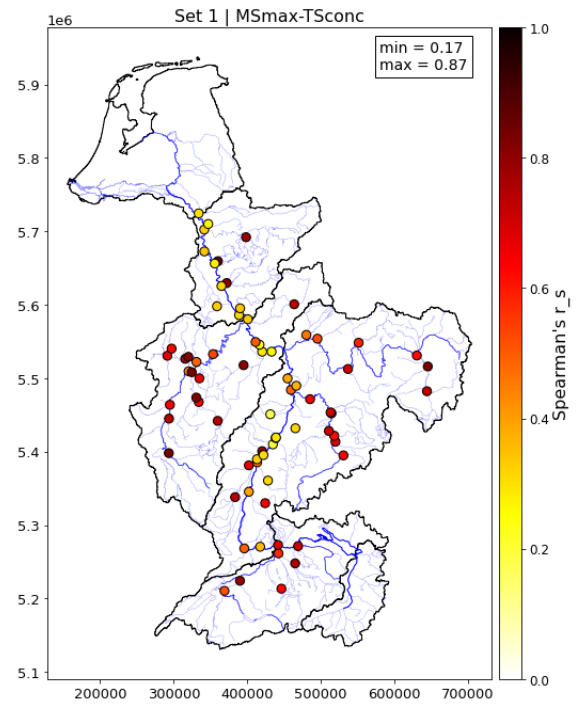 Set 1 | MSmax-TSconc
1e6
min = 0.17
max = 0.87
5.9
5.8
5.7
5.6
5.5
5.4
5.3
5.2
5.1
200000 300000 400000 500000 600000 700000
1.0
0.8
0.6
0.4
0.2
0.0
Spearman's r_s